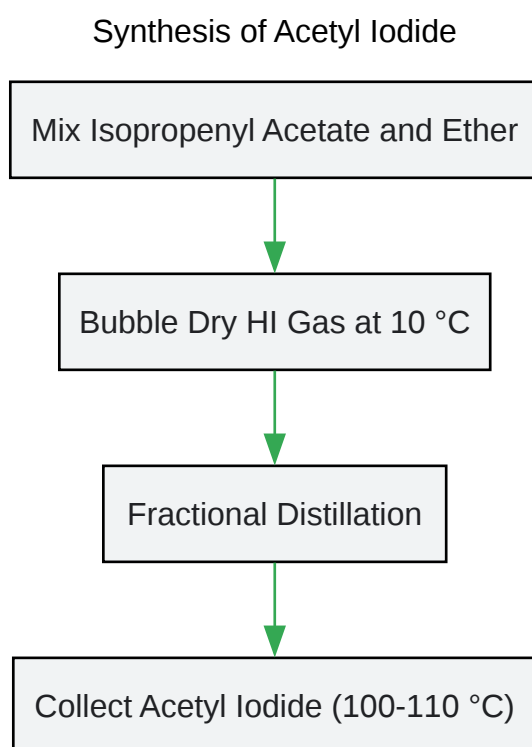 Synthesis of Acetyl Iodide
Mix Isopropenyl Acetate and Ether
Bubble Dry HI Gas at 10 °C
Fractional Distillation
Collect Acetyl Iodide (100-110 °C)